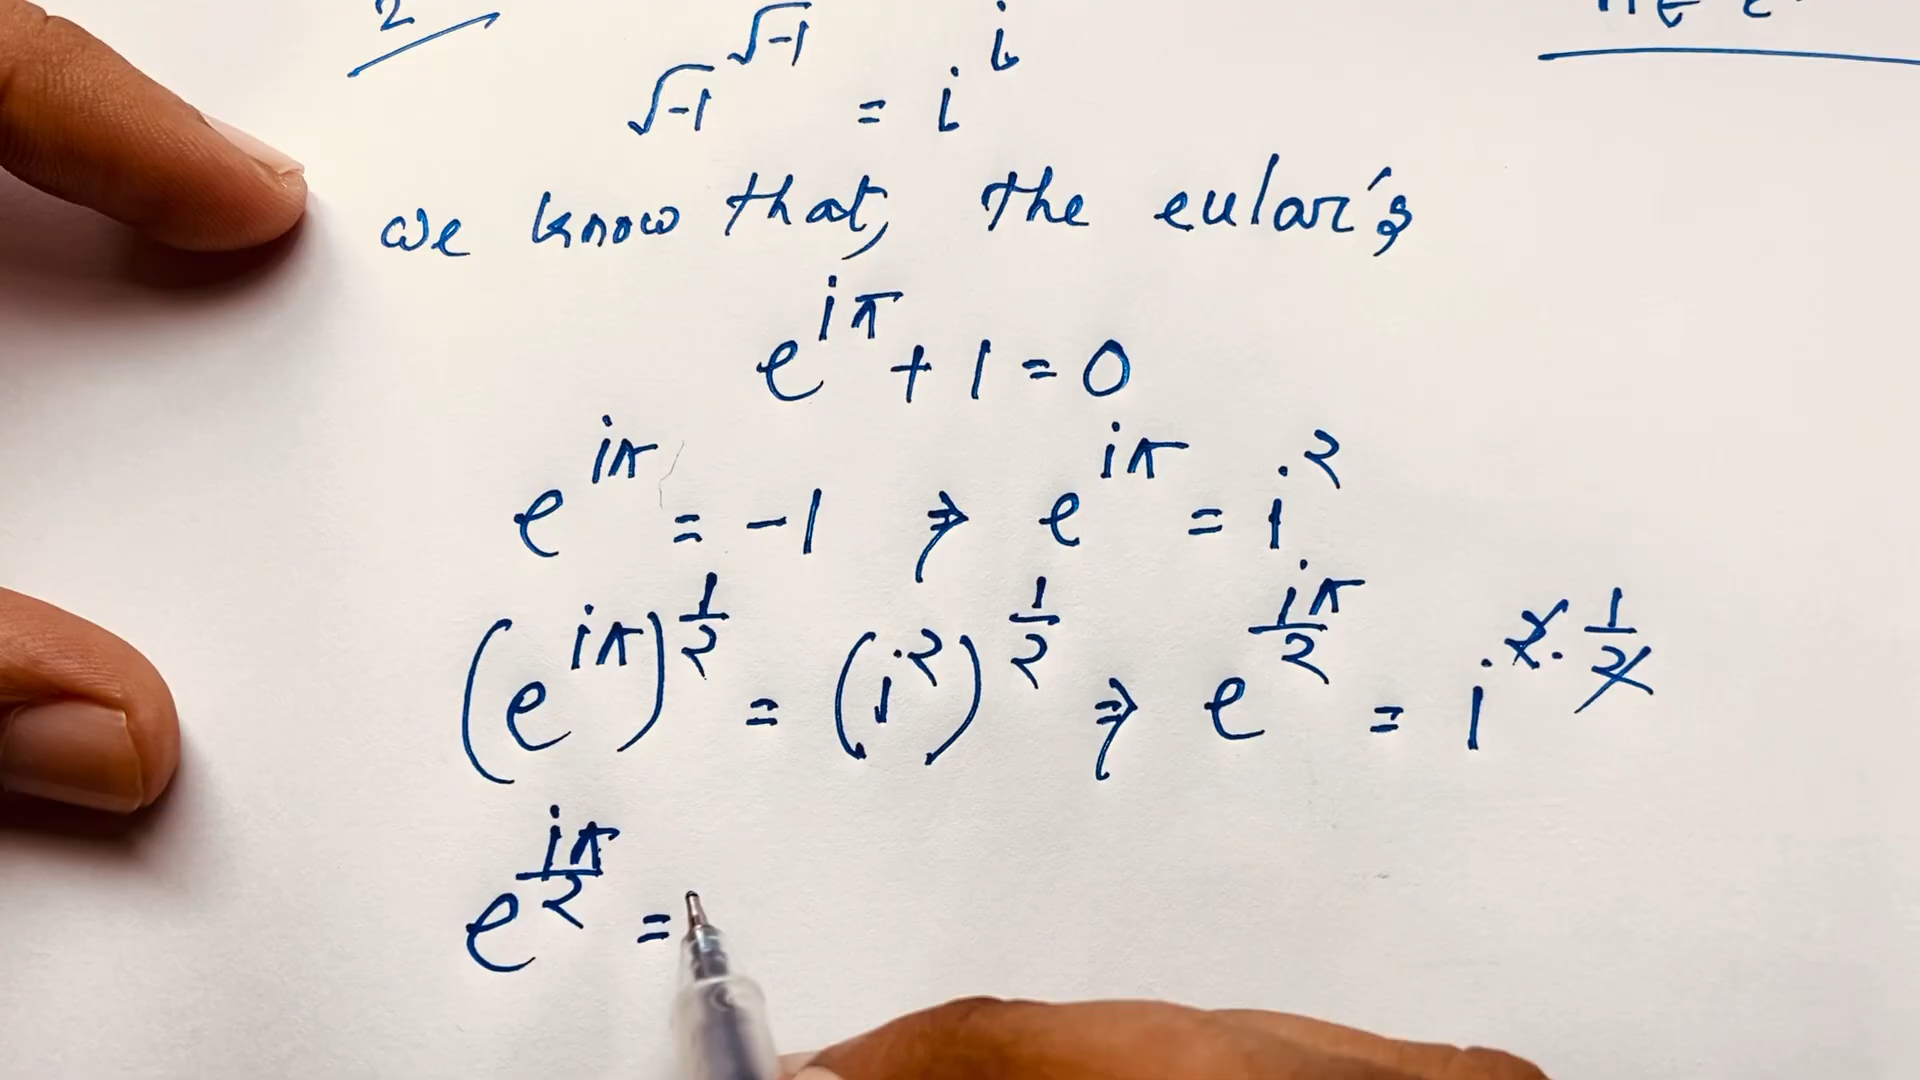 2
√-1^√-1 = i^i
we know that, the eular's
e^iπ + 1 = 0
e^iπ = -1 ⇒ e^iπ = i^2
(e^iπ)^1/2 = (i^2)^1/2 ⇒ e^iπ/2 = i^2·1/2
e^iπ/2 =